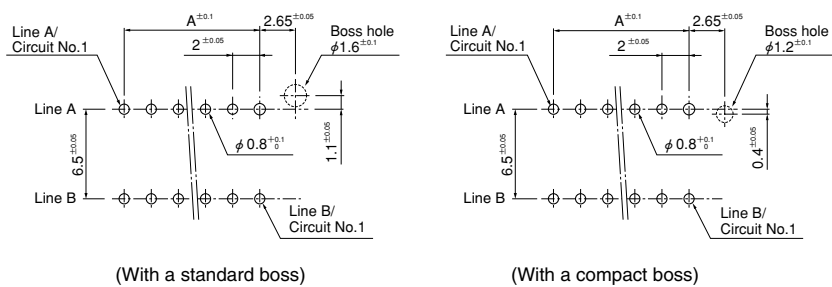 Line A/
Circuit No.1
A±0.1
2.65±0.05
2±0.05
Boss hole
φ1.6±0.1
Line A
6.5±0.05
φ0.8+0.1 0
1.1±0.05
Line B
Line B/
Circuit No.1
(With a standard boss)
Line A/
Circuit No.1
A±0.1
2.65±0.05
2±0.05
Boss hole
φ1.2±0.1
Line A
6.5±0.05
φ0.8+0.1 0
0.4±0.05
Line B
Line B/
Circuit No.1
(With a compact boss)